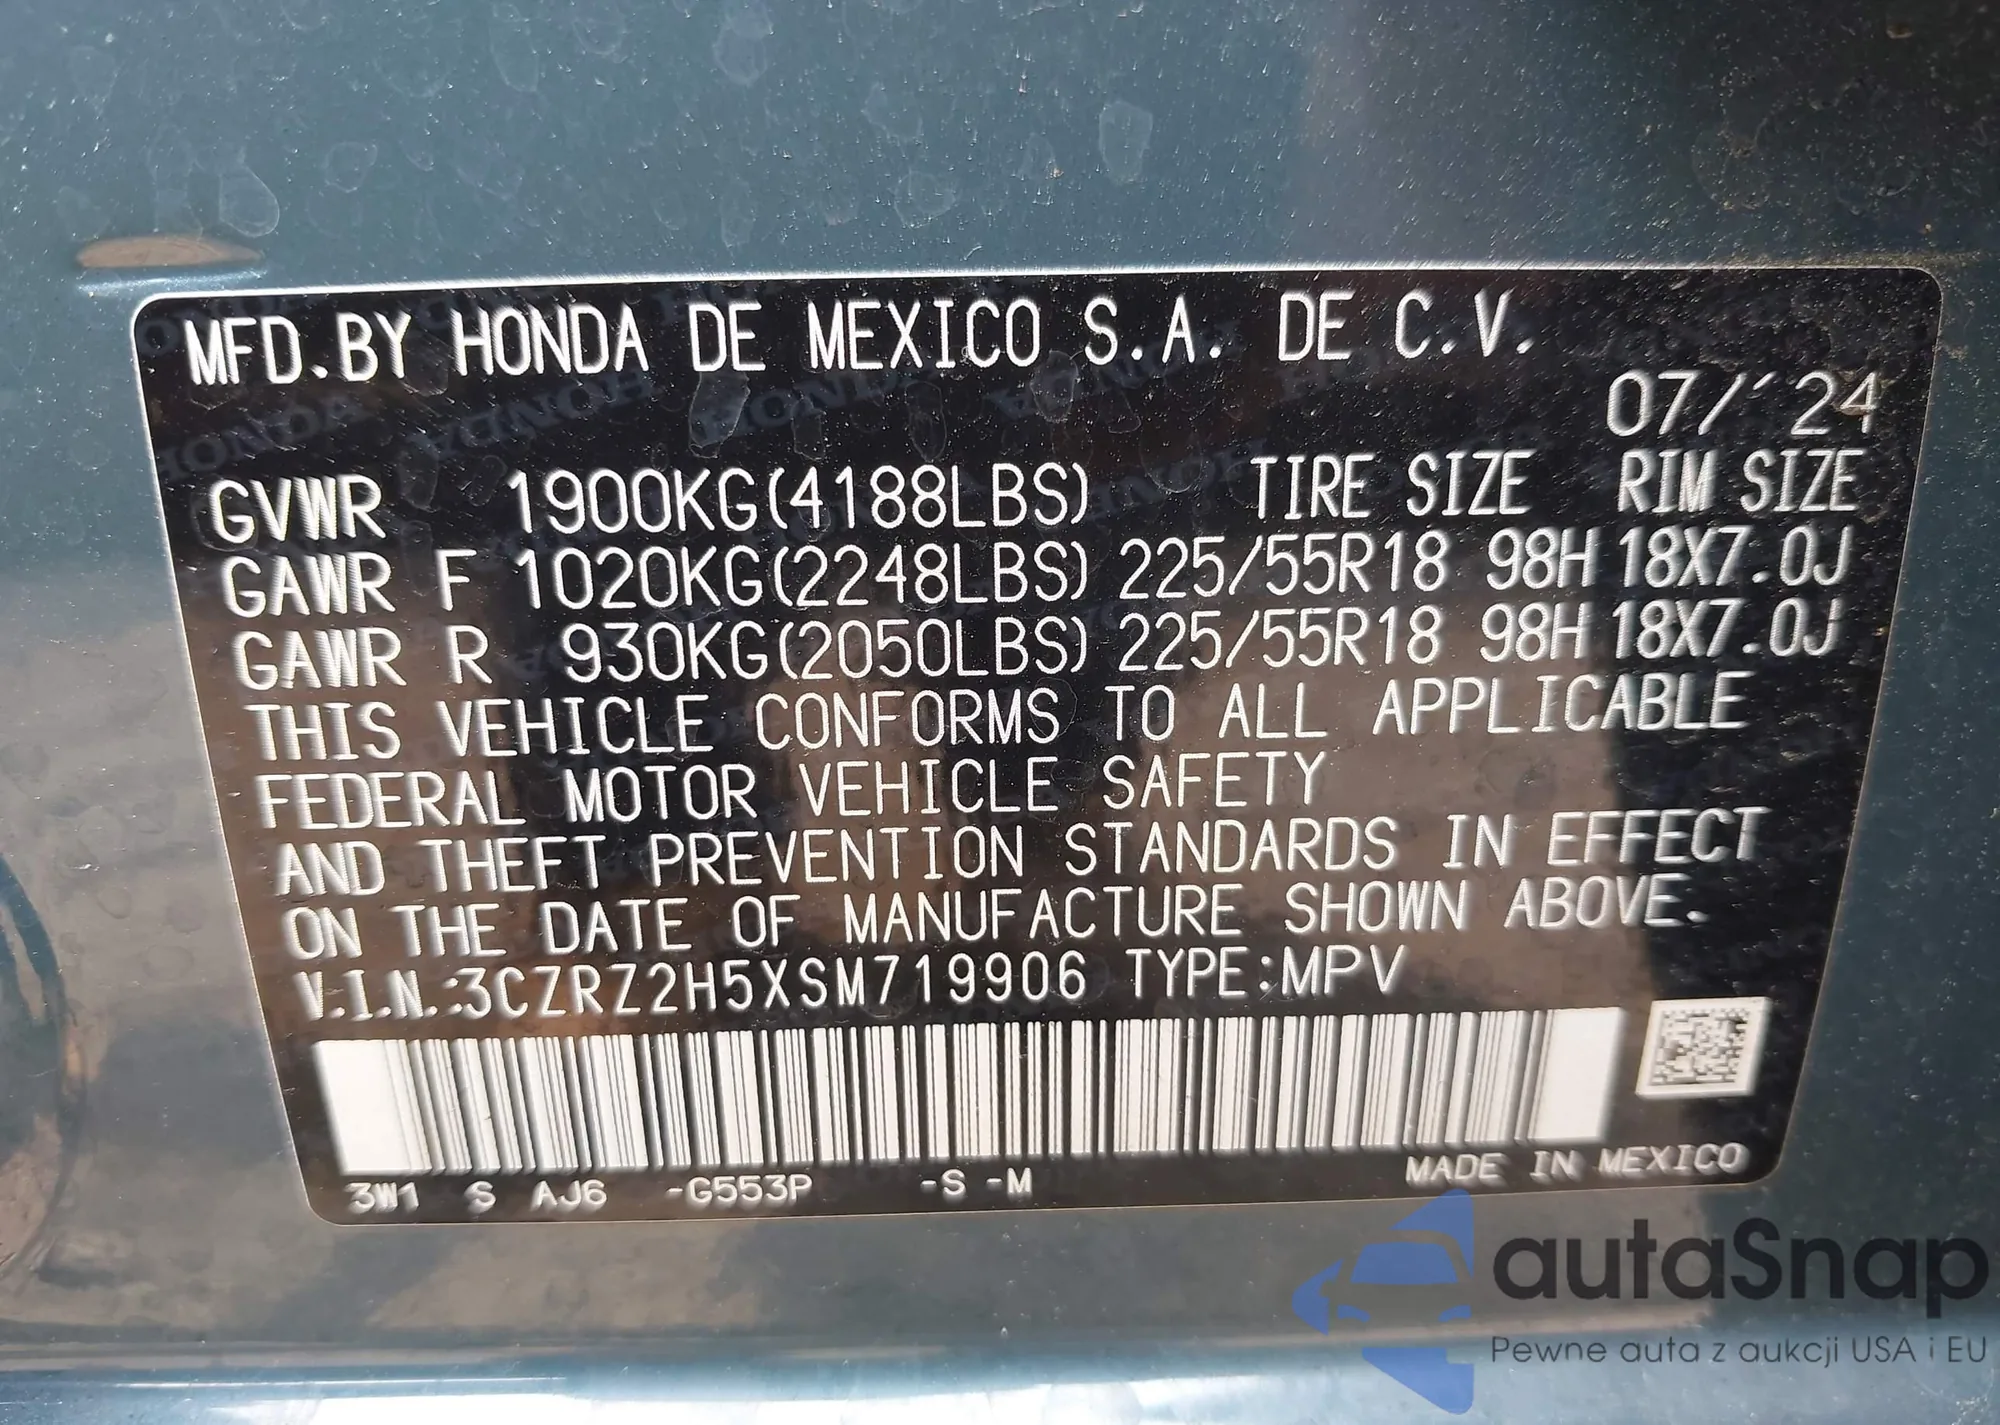 MFD.BY HONDA DE MEXICO S.A. DE C.V.
07/´24
GVWR 1900KG(4188LBS) TIRE SIZE RIM SIZE
GAWR F 1020KG(2248LBS) 225/55R18 98H 18X7.0J
GAWR R 930KG(2050LBS) 225/55R18 98H 18X7.0J
THIS VEHICLE CONFORMS TO ALL APPLICABLE
FEDERAL MOTOR VEHICLE SAFETY
AND THEFT PREVENTION STANDARDS IN EFFECT
ON THE DATE OF MANUFACTURE SHOWN ABOVE.
V.I.N.:3CZRZ2H5XSM719906 TYPE:MPV
3W1 S AJ6 -G553P -S -M MADE IN MEXICO
autaSnap
Pewne auta z aukcji USA i EU